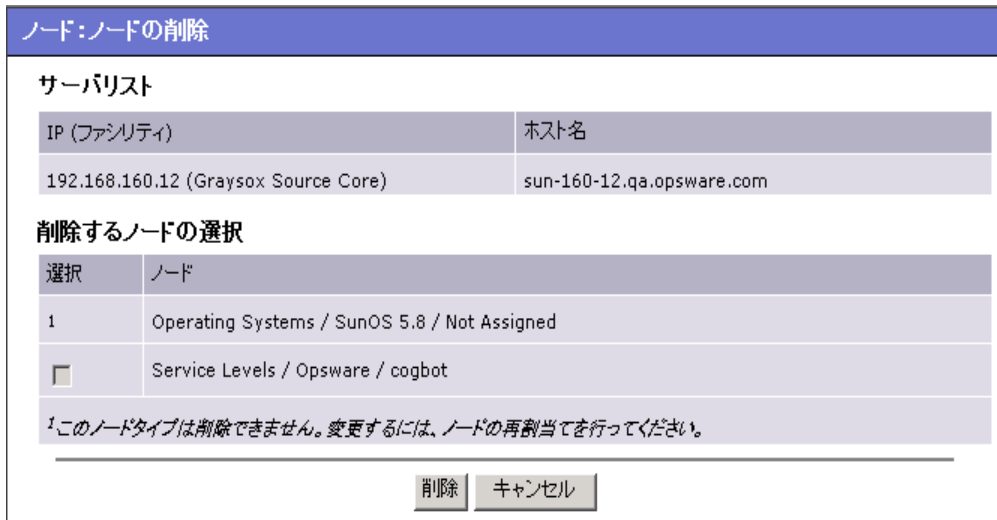 ノード:ノードの削除
サーバリスト
IP (ファシリティ) ホスト名
192.168.160.12 (Graysox Source Core) sun-160-12.qa.opsware.com
削除するノードの選択
選択 ノード
1 Operating Systems / SunOS 5.8 / Not Assigned
Service Levels / Opsware / cogbot
1このノードタイプは削除できません。変更するには、ノードの再割当てを行ってください。
削除 キャンセル